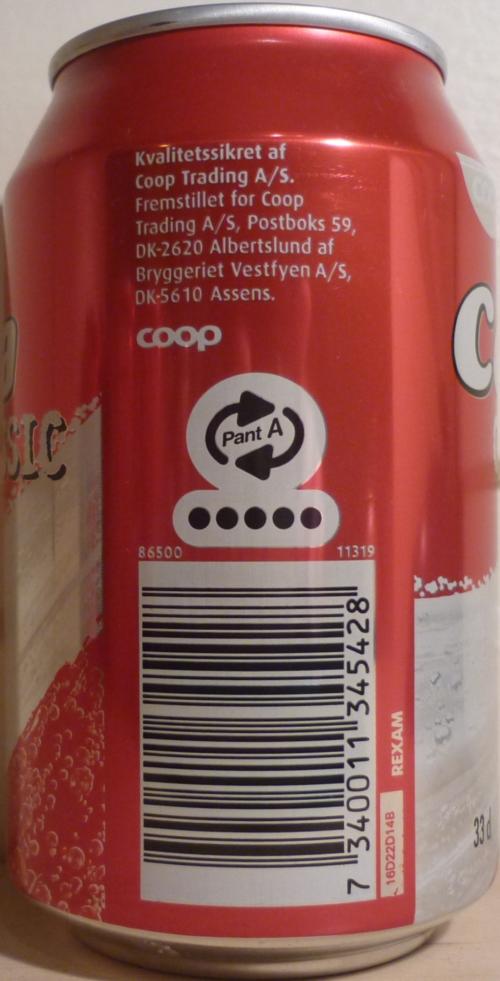 Kvalitetssikret af
Coop Trading A/S.
Fremstillet for Coop
Trading A/S, Postboks 59,
DK-2620 Albertslund af
Bryggeriet Vestfyen A/S,
DK-5610 Assens.
coop
Pant A
86500 11319
7 340011 345428
REXAM
16D22D14B
SIC
C
33